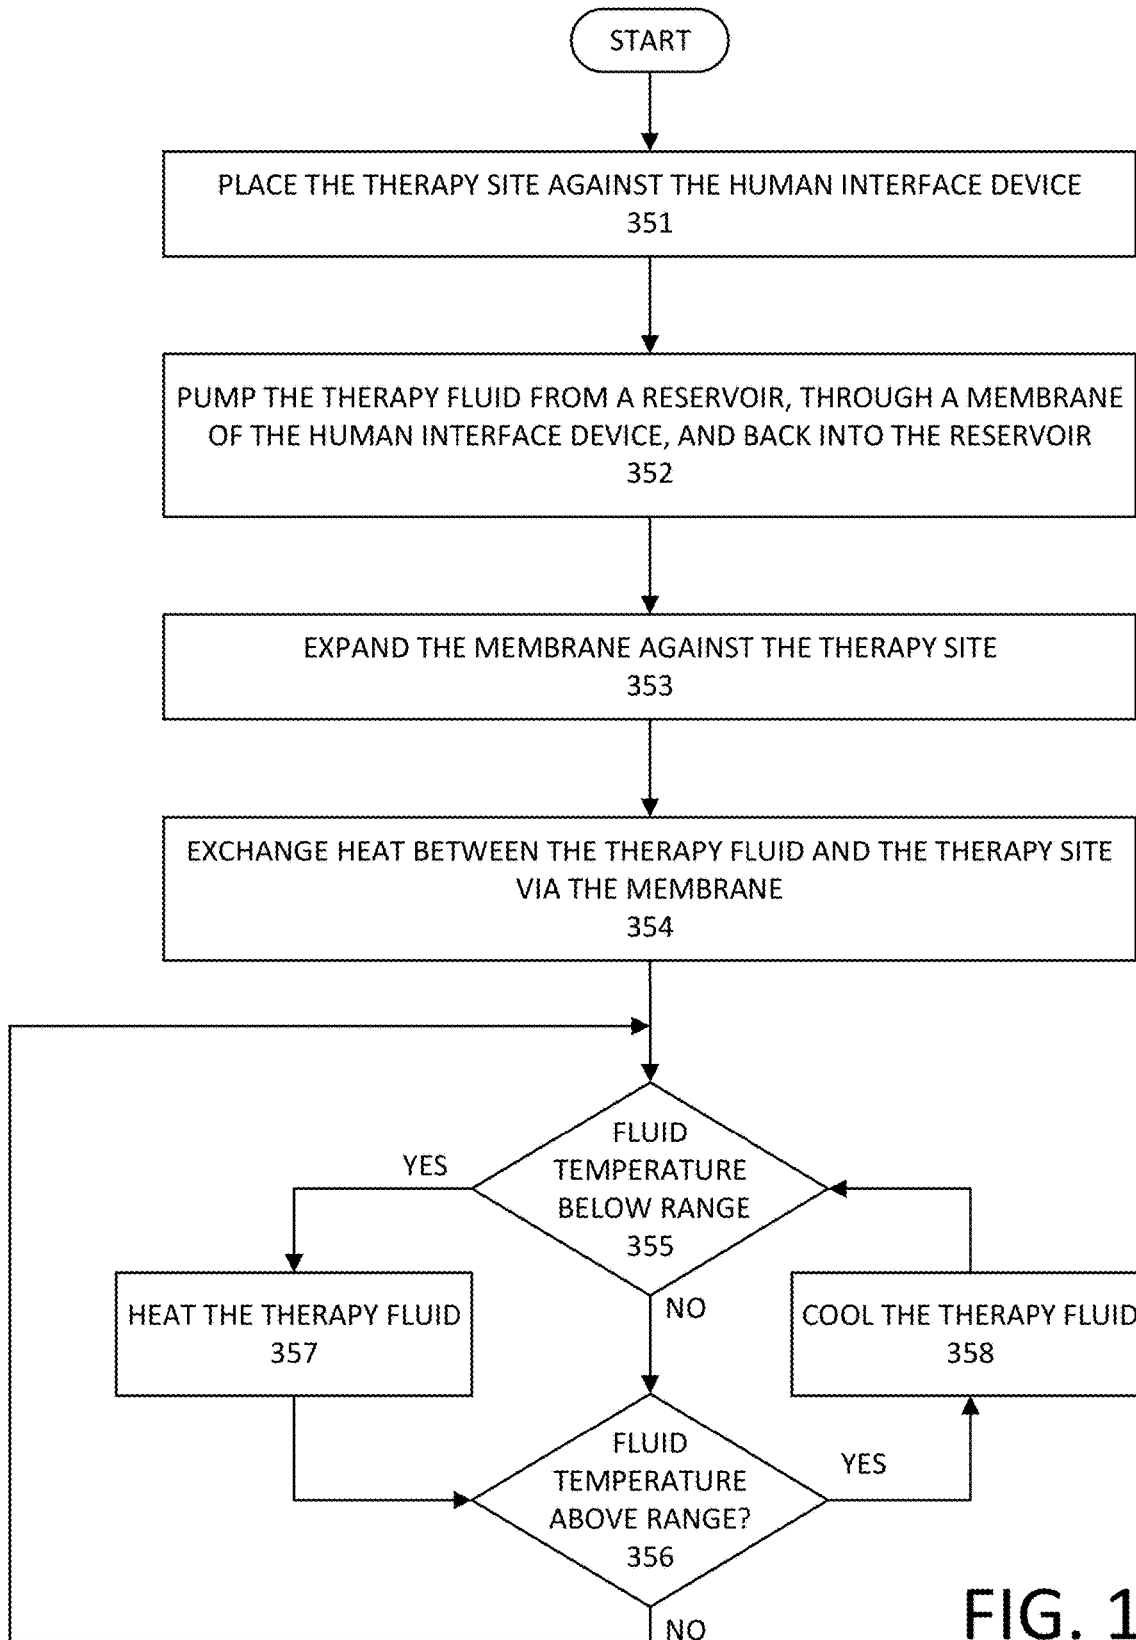 START
PLACE THE THERAPY SITE AGAINST THE HUMAN INTERFACE DEVICE
351
PUMP THE THERAPY FLUID FROM A RESERVOIR, THROUGH A MEMBRANE
OF THE HUMAN INTERFACE DEVICE, AND BACK INTO THE RESERVOIR
352
EXPAND THE MEMBRANE AGAINST THE THERAPY SITE
353
EXCHANGE HEAT BETWEEN THE THERAPY FLUID AND THE THERAPY SITE
VIA THE MEMBRANE
354
FLUID
TEMPERATURE
BELOW RANGE
355
YES
NO
HEAT THE THERAPY FLUID
357
COOL THE THERAPY FLUID
358
FLUID
TEMPERATURE
ABOVE RANGE?
356
YES
NO
FIG. 1